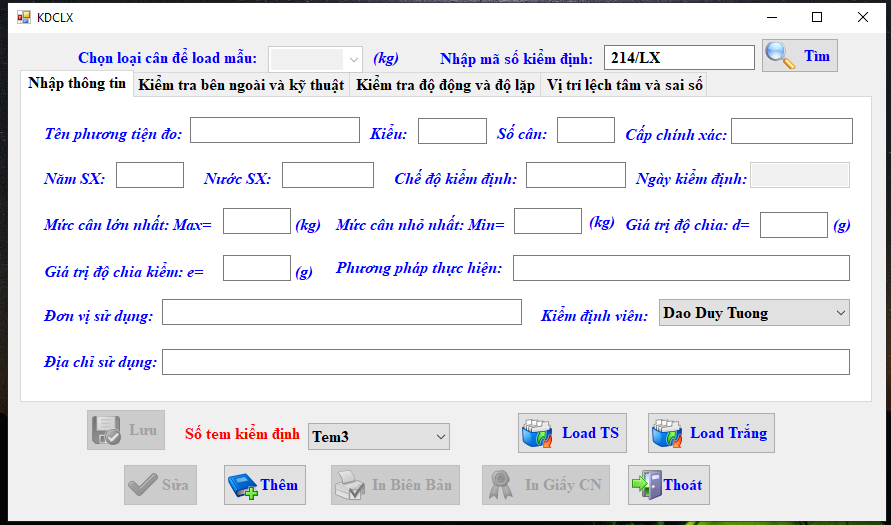 KDCLX
Chọn loại cân để load mẫu: (kg) Nhập mã số kiểm định: 214/LX Tìm
Nhập thông tin Kiểm tra bên ngoài và kỹ thuật Kiểm tra độ động và độ lặp Vị trí lệch tâm và sai số
Tên phương tiện đo: Kiểu: Số cân: Cấp chính xác:
Năm SX: Nước SX: Chế độ kiểm định: Ngày kiểm định:
Mức cân lớn nhất: Max= (kg) Mức cân nhỏ nhất: Min= (kg) Giá trị độ chia: d= (g)
Giá trị độ chia kiểm: e= (g) Phương pháp thực hiện:
Đơn vị sử dụng: Kiểm định viên: Dao Duy Tuong
Địa chỉ sử dụng:
Lưu Số tem kiểm định Tem3 Load TS Load Trắng
Sửa Thêm In Biên Bản In Giấy CN Thoát